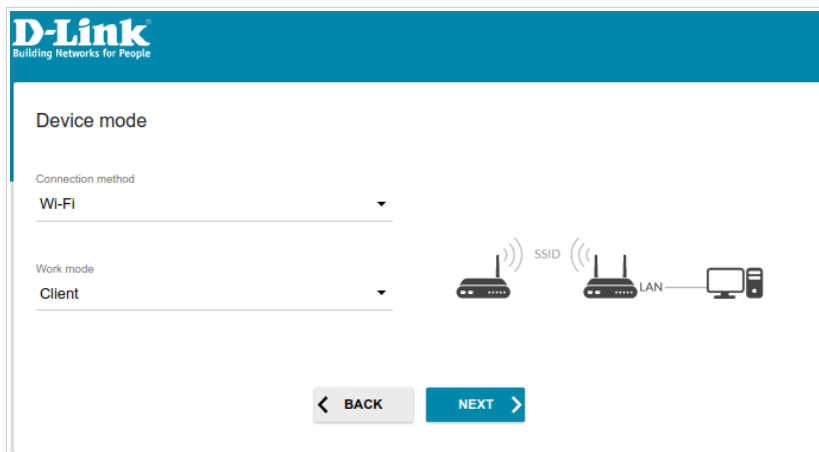 D-Link
Building Networks for People
Device mode
Connection method
Wi-Fi
Work mode
Client
SSID
LAN
BACK
NEXT